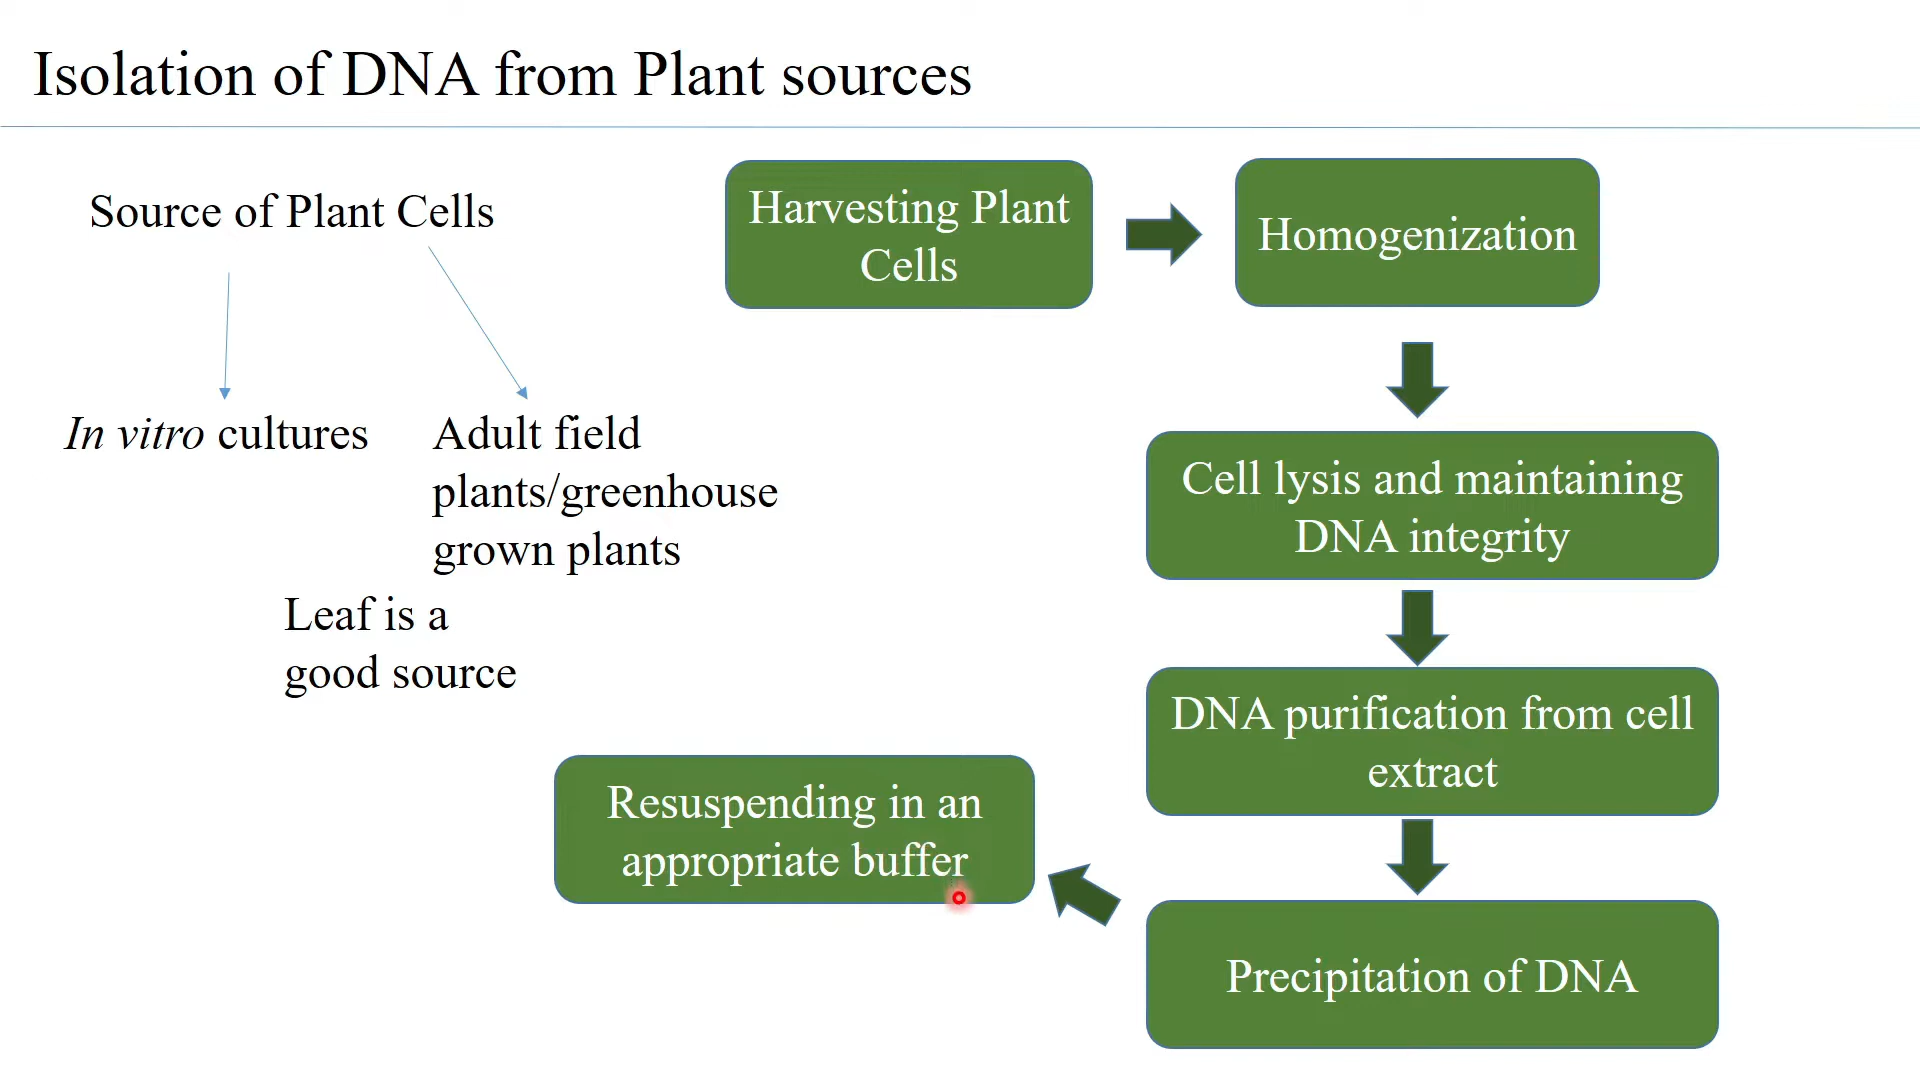 Isolation of DNA from Plant sources
Source of Plant Cells
In vitro cultures
Adult field
plants/greenhouse
grown plants
Leaf is a
good source
Harvesting Plant
Cells
Homogenization
Cell lysis and maintaining
DNA integrity
DNA purification from cell
extract
Precipitation of DNA
Resuspending in an
appropriate buffer